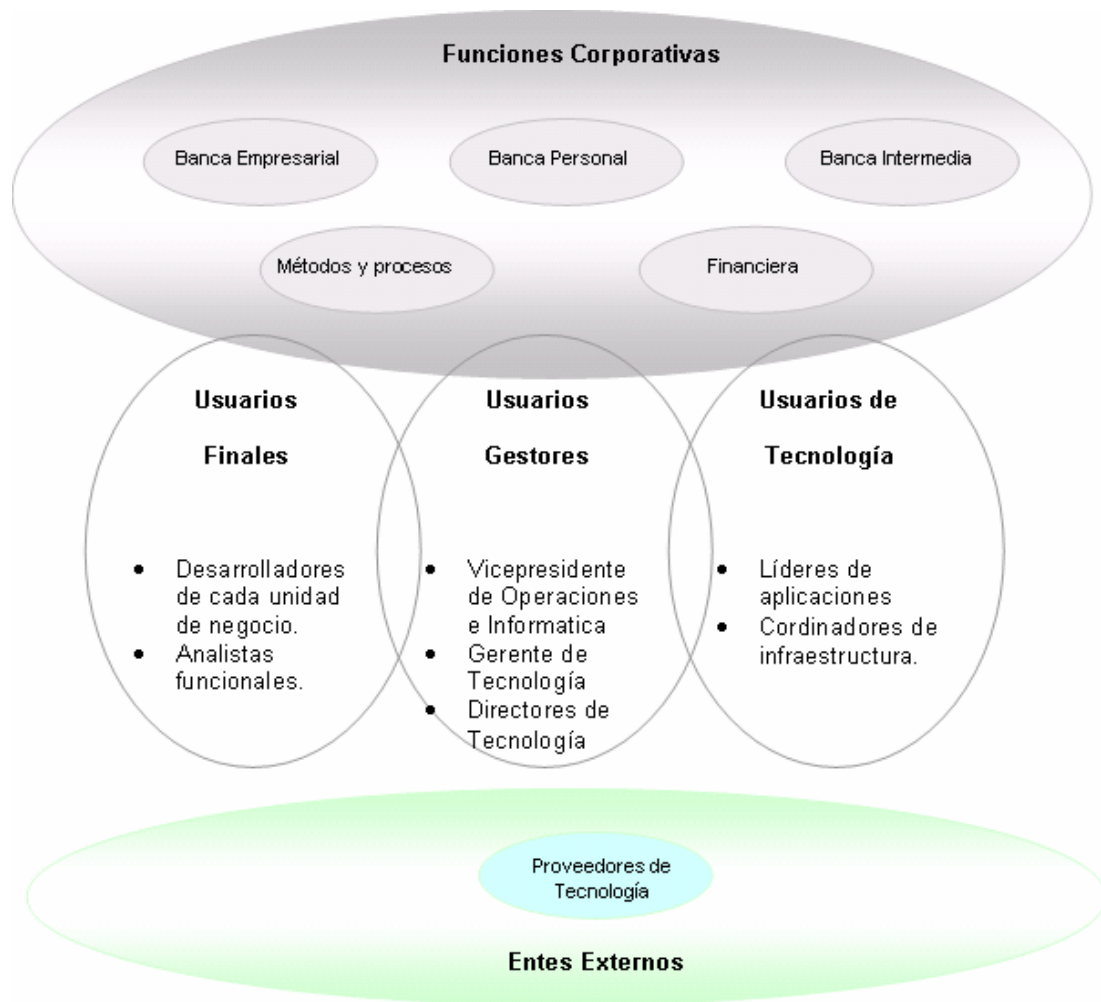 Funciones Corporativas
Banca Empresarial
Banca Personal
Banca Intermedia
Métodos y procesos
Financiera
Usuarios
Finales
Usuarios
Gestores
Usuarios de
Tecnología
• Desarrolladores
de cada unidad
de negocio.
• Analistas
funcionales.
• Vicepresidente
de Operaciones
e Informatica
• Gerente de
Tecnología
• Directores de
Tecnología
• Líderes de
aplicaciones
• Cordinadores de
infraestructura.
Proveedores de
Tecnología
Entes Externos